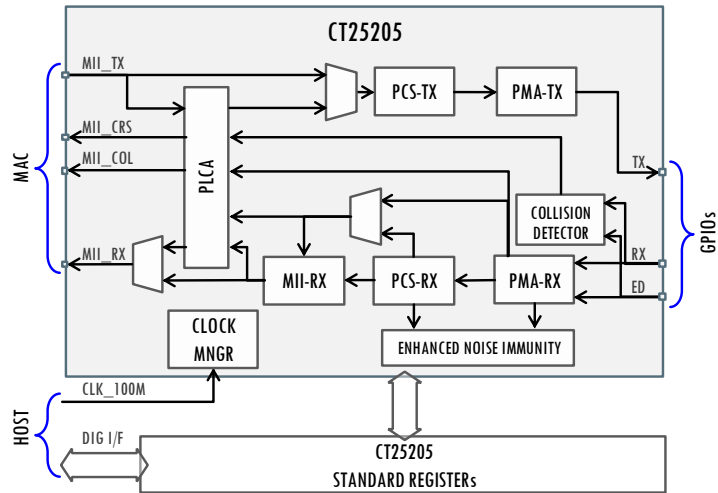 CT25205
MII_TX
PCS-TX
PMA-TX
MII_CRS
TX
MII_COL
PLCA
MAC
COLLISION
DETECTOR
GPIOs
MII_RX
RX
MII-RX
PCS-RX
PMA-RX
ED
CLOCK
MNGR
ENHANCED NOISE IMMUNITY
CLK_100M
HOST
DIG I/F
CT25205
STANDARD REGISTERs